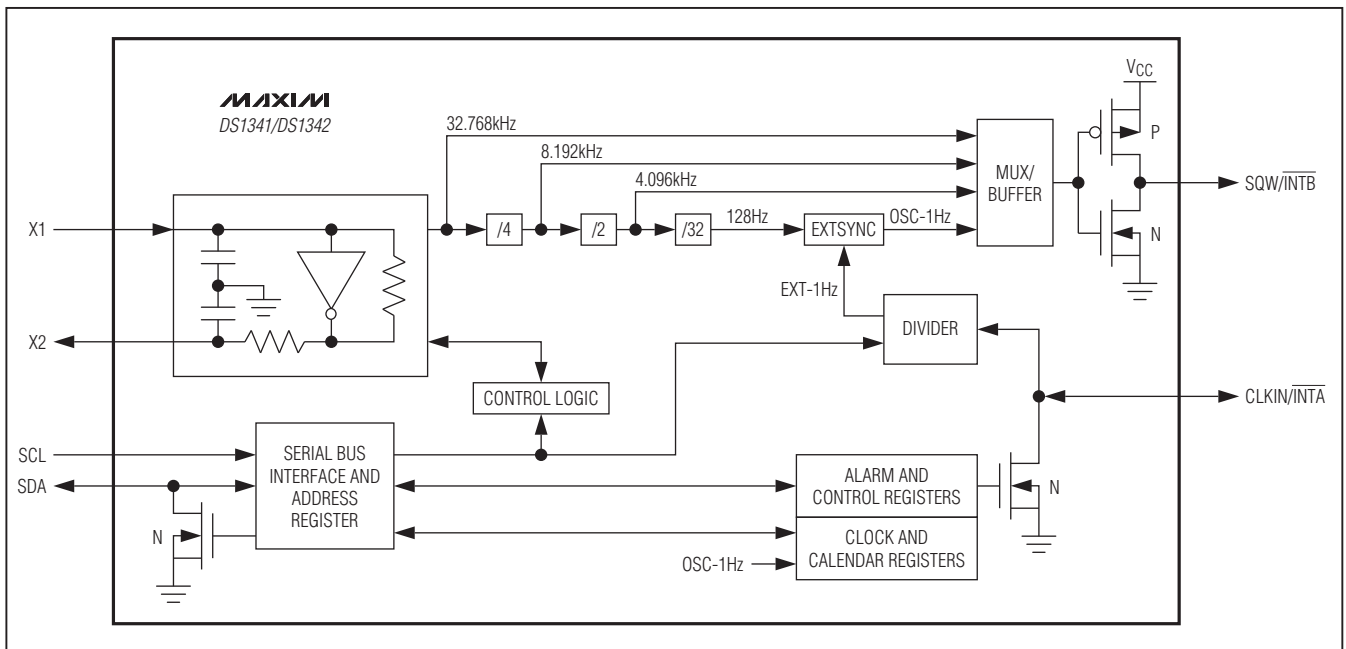 VCC
MAXIM
DS1341/DS1342
32.768kHz
8.192kHz
4.096kHz
P
MUX/
BUFFER
SQW/INTB
X1
/4
/2
/32
128Hz
EXTSYNC
OSC-1Hz
N
EXT-1Hz
DIVIDER
X2
CONTROL LOGIC
CLKIN/INTA
SCL
SDA
SERIAL BUS
INTERFACE AND
ADDRESS
REGISTER
ALARM AND
CONTROL REGISTERS
N
N
CLOCK AND
CALENDAR REGISTERS
OSC-1Hz